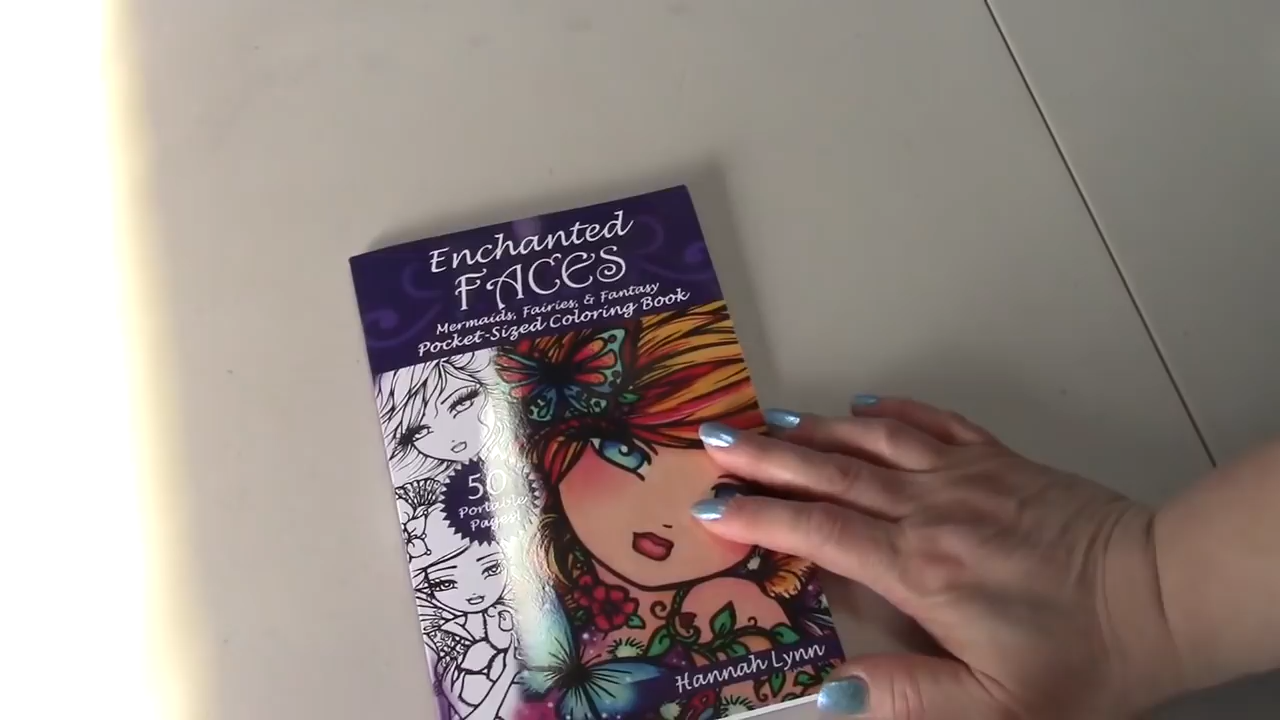 Enchanted
FACES
Mermaids, Fairies, & Fantasy
Pocket-Sized Coloring Book
50
Portable
Pages!
Hannah Lynn